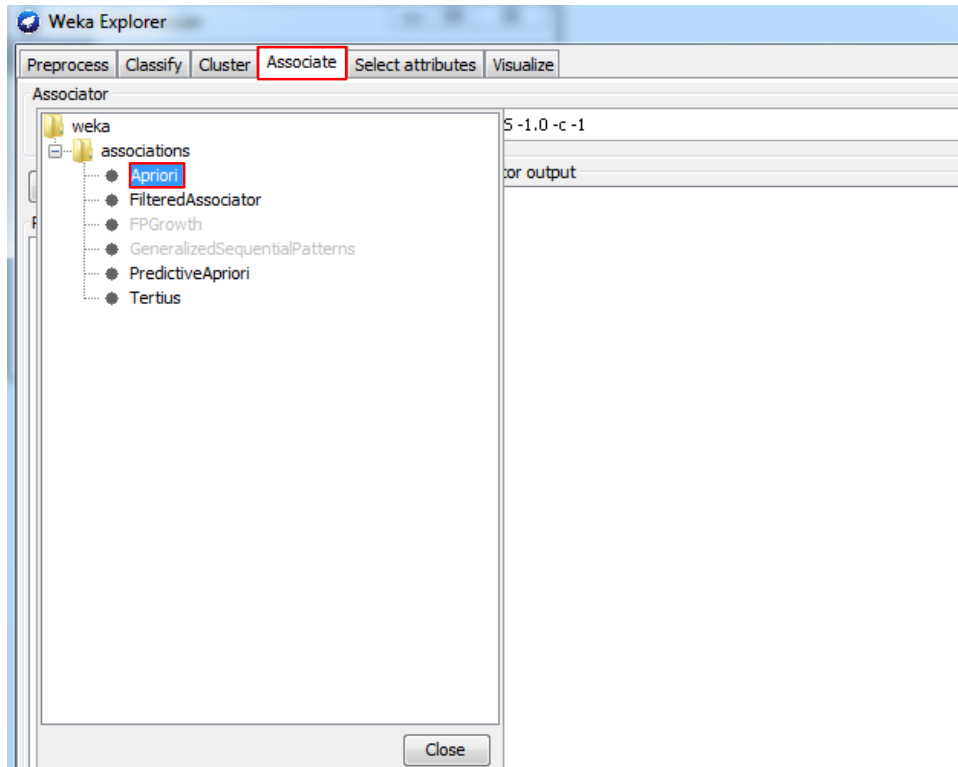 Weka Explorer
Preprocess Classify Cluster Associate Select attributes Visualize
Associator
weka
S -1.0 -c -1
associations
Apriori
tor output
FilteredAssociator
FPGrowth
GeneralizedSequentialPatterns
PredictiveApriori
Tertius
Close